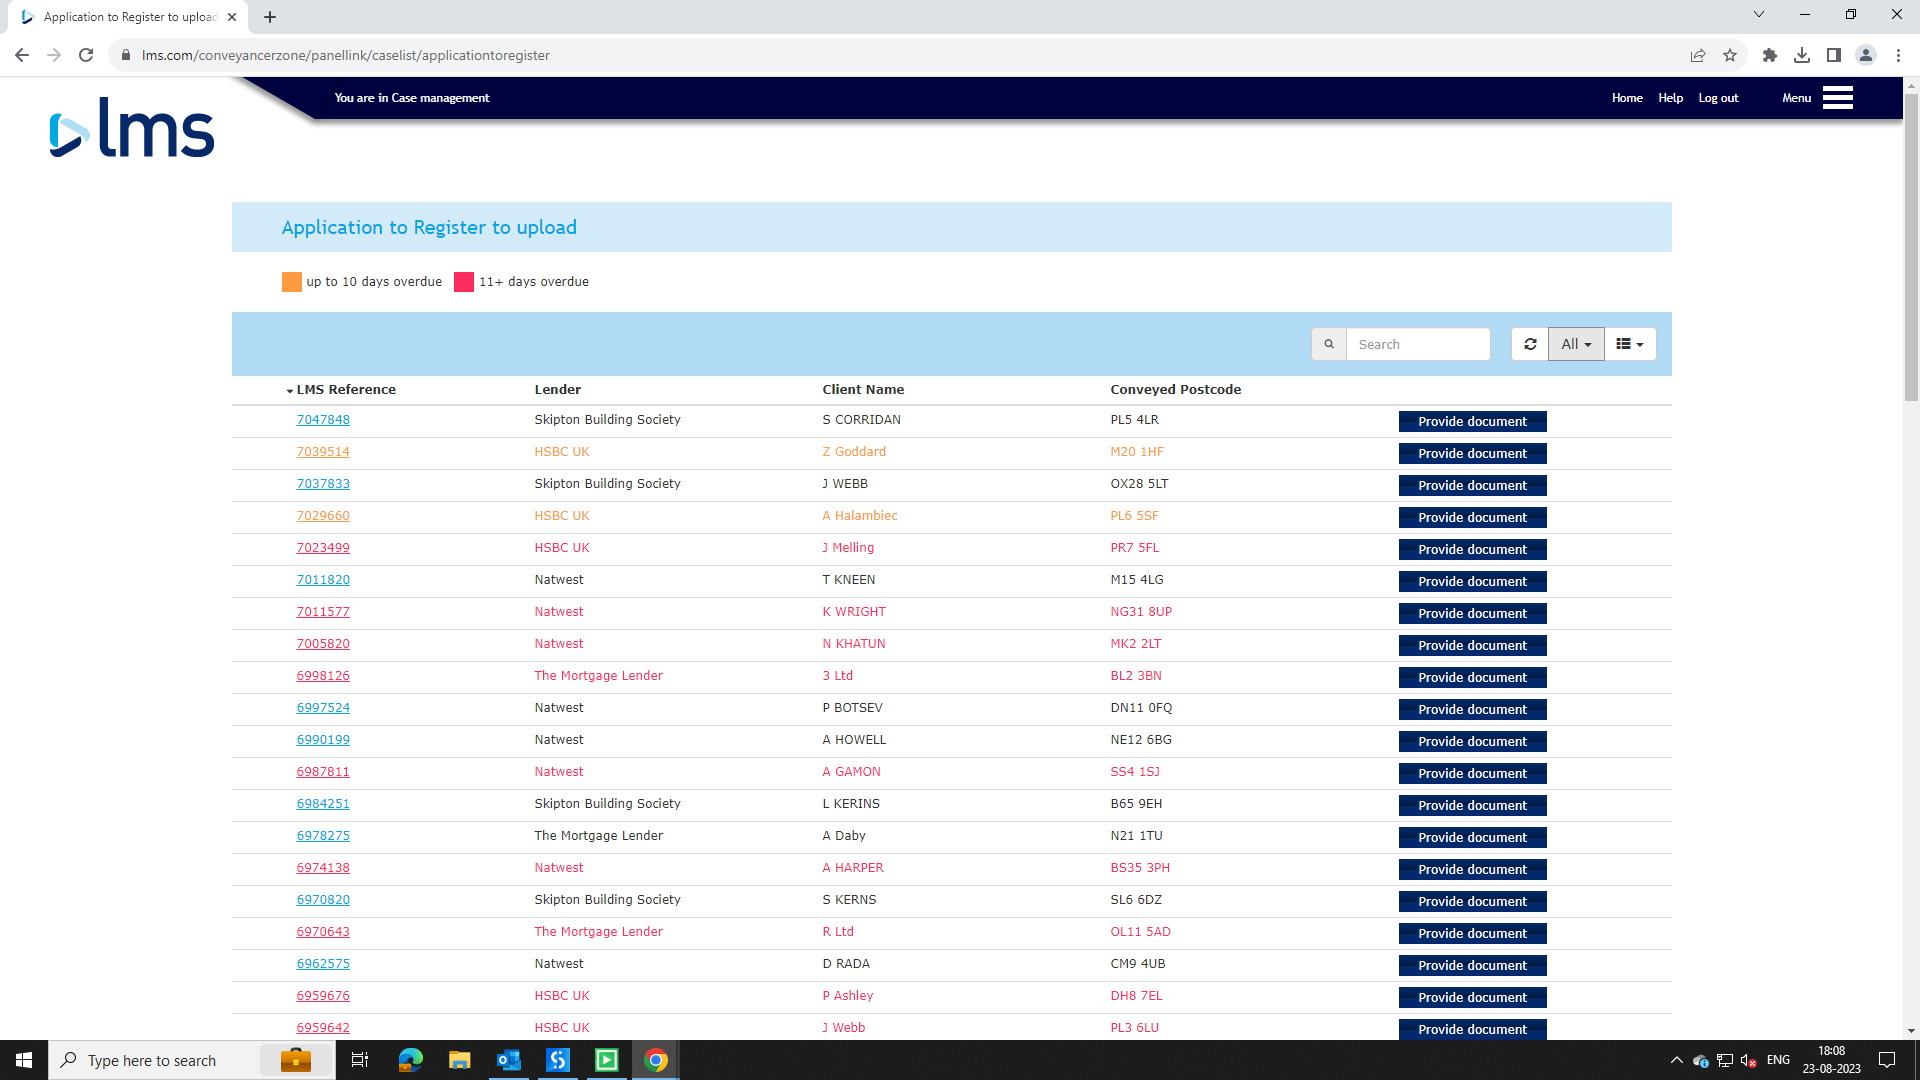 Application to Register to upload
lms.com/conveyancerzone/panellink/caselist/applicationtoregister
You are in Case management
Home Help Log out Menu
lms
Application to Register to upload
up to 10 days overdue 11+ days overdue
Search All
LMS Reference Lender Client Name Conveyed Postcode
7047848 Skipton Building Society S CORRIDAN PL5 4LR Provide document
7039514 HSBC UK Z Goddard M20 1HF Provide document
7037833 Skipton Building Society J WEBB OX28 5LT Provide document
7029660 HSBC UK A Halambiec PL6 5SF Provide document
7023499 HSBC UK J Melling PR7 5FL Provide document
7011820 Natwest T KNEEN M15 4LG Provide document
7011577 Natwest K WRIGHT NG31 8UP Provide document
7005820 Natwest N KHATUN MK2 2LT Provide document
6998126 The Mortgage Lender 3 Ltd BL2 3BN Provide document
6997524 Natwest P BOTSEV DN11 0FQ Provide document
6990199 Natwest A HOWELL NE12 6BG Provide document
6987811 Natwest A GAMON SS4 1SJ Provide document
6984251 Skipton Building Society L KERINS B65 9EH Provide document
6978275 The Mortgage Lender A Daby N21 1TU Provide document
6974138 Natwest A HARPER BS35 3PH Provide document
6970820 Skipton Building Society S KERNS SL6 6DZ Provide document
6970643 The Mortgage Lender R Ltd OL11 5AD Provide document
6962575 Natwest D RADA CM9 4UB Provide document
6959676 HSBC UK P Ashley DH8 7EL Provide document
6959642 HSBC UK J Webb PL3 6LU Provide document
Type here to search
ENG
18:08
23-08-2023